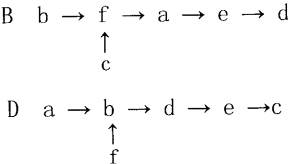 B b → f → a → e → d
↑
c
D a → b → d → e →c
↑
f